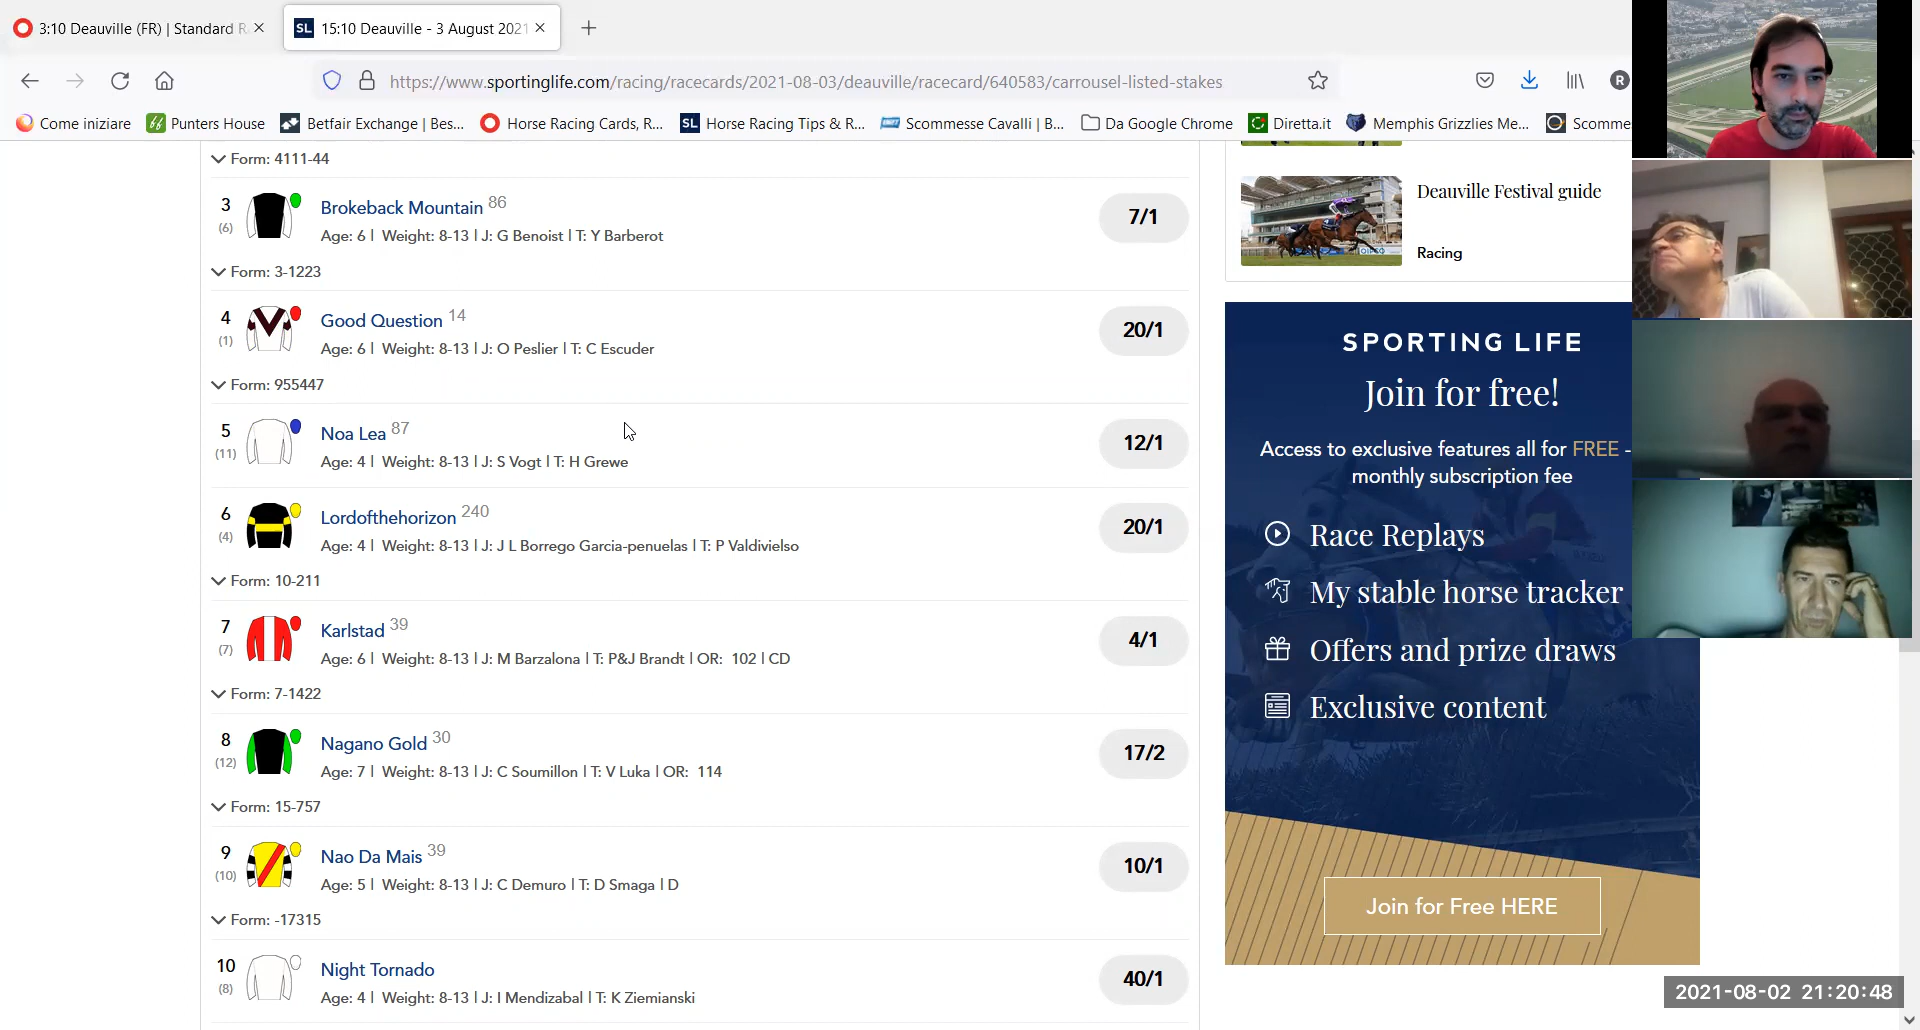 3:10 Deauville (FR) | Standard R
SL 15:10 Deauville - 3 August 2021
https://www.sportinglife.com/racing/racecards/2021-08-03/deauville/racecard/640583/carrousel-listed-stakes
R
Come iniziare
Punters House
Betfair Exchange | Bes...
Horse Racing Cards, R...
SL Horse Racing Tips & R...
Scommesse Cavalli | B...
Da Google Chrome
Diretta.it
Memphis Grizzlies Me...
Scomme
Form: 4111-44
3 Brokeback Mountain 86
(6) Age: 6 | Weight: 8-13 | J: G Benoist | T: Y Barberot
7/1
Form: 3-1223
4 Good Question 14
(1) Age: 6 | Weight: 8-13 | J: O Peslier | T: C Escuder
20/1
Form: 955447
5 Noa Lea 87
(11) Age: 4 | Weight: 8-13 | J: S Vogt | T: H Grewe
12/1
6 Lordofthehorizon 240
(4) Age: 4 | Weight: 8-13 | J: J L Borrego Garcia-penuelas | T: P Valdivielso
20/1
Form: 10-211
7 Karlstad 39
(7) Age: 6 | Weight: 8-13 | J: M Barzalona | T: P&J Brandt | OR: 102 | CD
4/1
Form: 7-1422
8 Nagano Gold 30
(12) Age: 7 | Weight: 8-13 | J: C Soumillon | T: V Luka | OR: 114
17/2
Form: 15-757
9 Nao Da Mais 39
(10) Age: 5 | Weight: 8-13 | J: C Demuro | T: D Smaga | D
10/1
Form: -17315
10 Night Tornado
(8) Age: 4 | Weight: 8-13 | J: I Mendizabal | T: K Ziemianski
40/1
Deauville Festival guide
Racing
SPORTING LIFE
Join for free!
Access to exclusive features all for FREE -
monthly subscription fee
Race Replays
My stable horse tracker
Offers and prize draws
Exclusive content
Join for Free HERE
2021-08-02 21:20:48